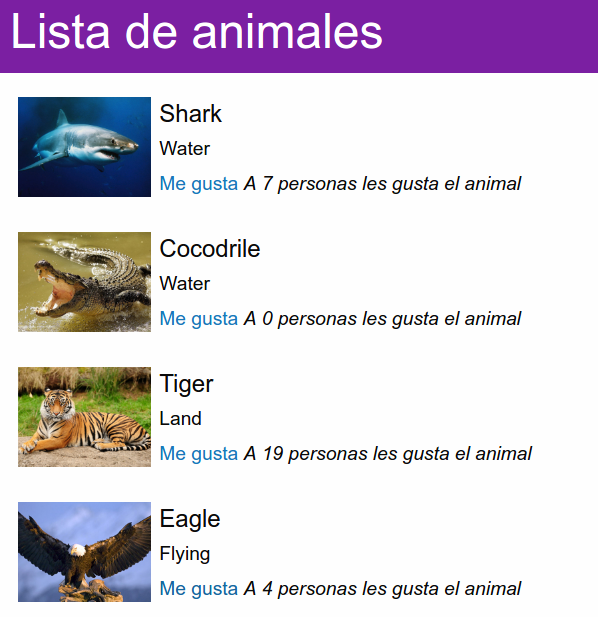 Lista de animales
Shark
Water
Me gusta A 7 personas les gusta el animal
Cocodrile
Water
Me gusta A 0 personas les gusta el animal
Tiger
Land
Me gusta A 19 personas les gusta el animal
Eagle
Flying
Me gusta A 4 personas les gusta el animal